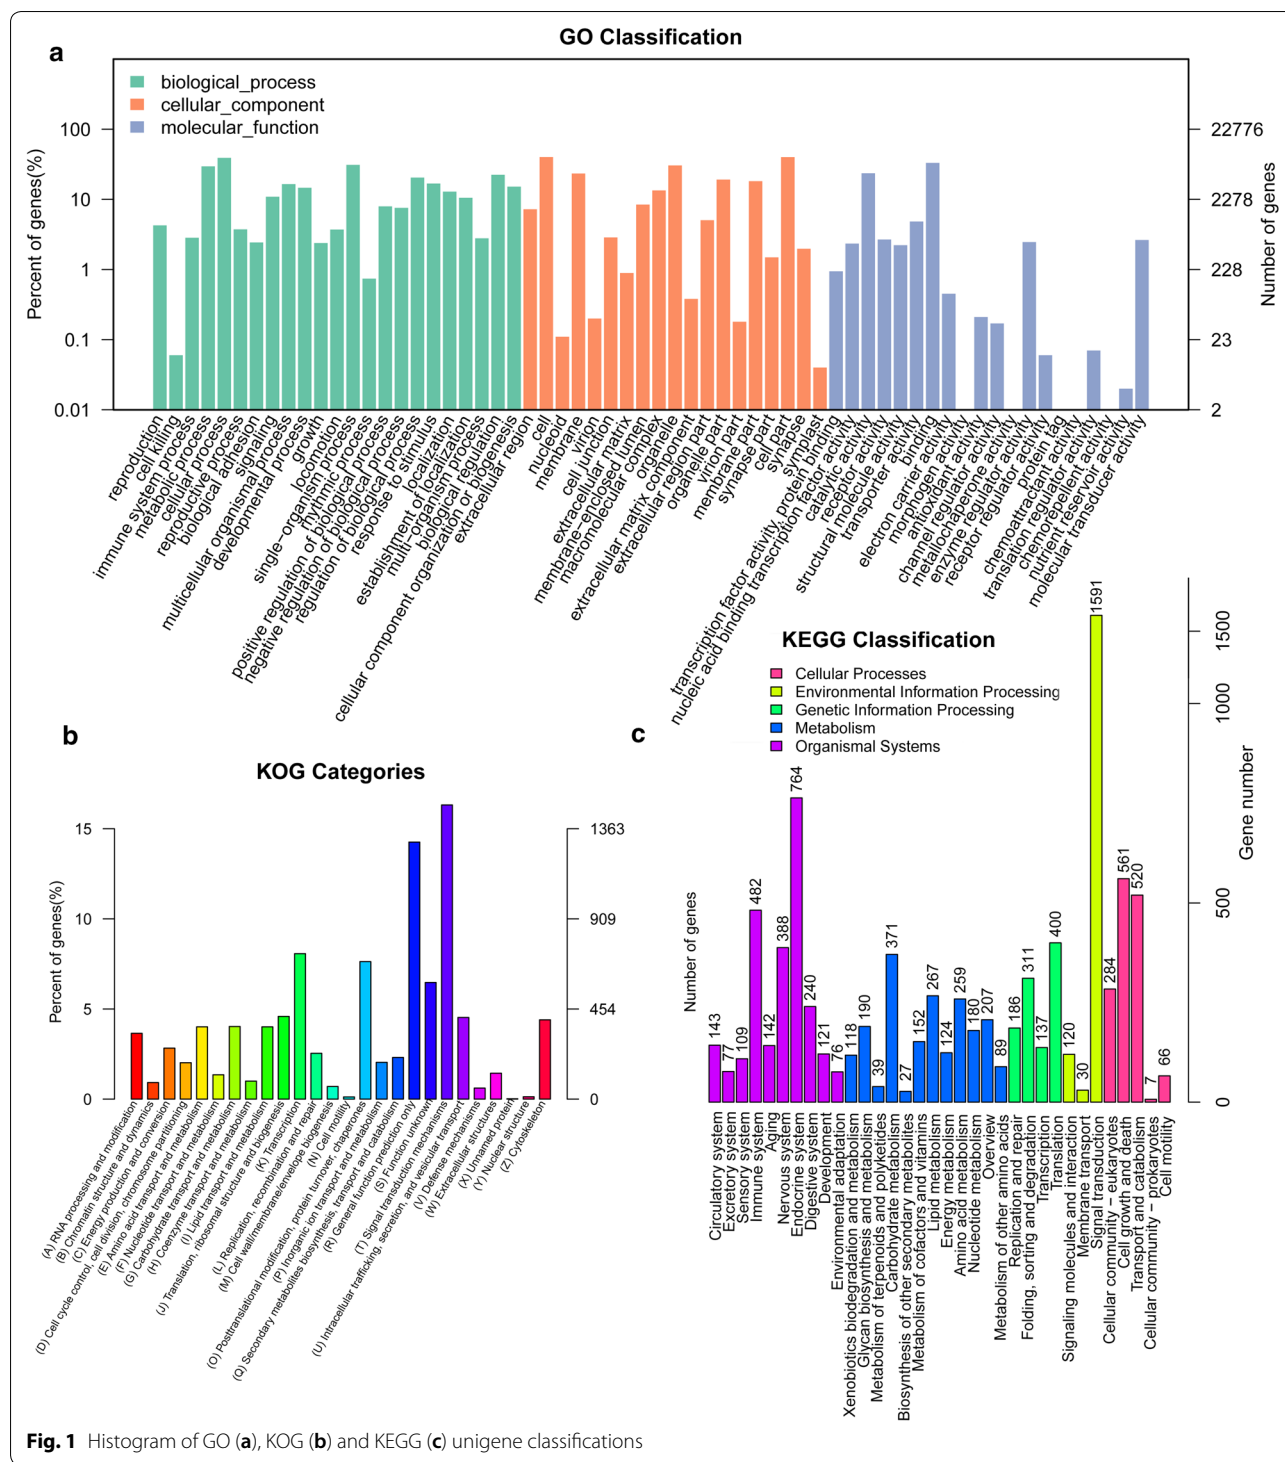 a
GO Classification
biological_process
cellular_component
molecular_function
Percent of genes(%)
100
10
1
0.1
0.01
22776
2278
228
23
2
Number of genes
reproduction
cell killing
immune system process
metabolic process
cellular process
reproductive process
biological adhesion
signaling
multicellular organismal process
developmental process
growth
locomotion
single−organism process
rhythmic process
positive regulation of biological process
negative regulation of biological process
regulation of biological process
response to stimulus
localization
establishment of localization
multi−organism process
biological regulation
cellular component organization or biogenesis
extracellular region
cell
nucleoid
membrane
virion
cell junction
extracellular matrix
membrane−enclosed lumen
macromolecular complex
organelle
extracellular matrix component
extracellular region part
organelle part
virion part
membrane part
synapse part
cell part
synapse
symplast
transcription factor activity, protein binding
nucleic acid binding transcription factor activity
catalytic activity
receptor activity
structural molecule activity
transporter activity
binding
electron carrier activity
morphogen activity
antioxidant activity
channel regulator activity
metallochaperone activity
enzyme regulator activity
receptor regulator activity
protein tag
chemoattractant activity
translation regulator activity
chemorepellent activity
nutrient reservoir activity
molecular transducer activity
b
KOG Categories
Percent of genes(%)
15
10
5
0
1363
909
454
0
(A) RNA processing and modification
(B) Chromatin structure and dynamics
(C) Energy production and conversion
(D) Cell cycle control, cell division, chromosome partitioning
(E) Amino acid transport and metabolism
(F) Nucleotide transport and metabolism
(G) Carbohydrate transport and metabolism
(H) Coenzyme transport and metabolism
(I) Lipid transport and metabolism
(J) Translation, ribosomal structure and biogenesis
(K) Transcription
(L) Replication, recombination and repair
(M) Cell wall/membrane/envelope biogenesis
(N) Cell motility
(O) Posttranslational modification, protein turnover, chaperones
(P) Inorganic ion transport and metabolism
(Q) Secondary metabolites biosynthesis, transport and catabolism
(R) General function prediction only
(S) Function unknown
(T) Signal transduction mechanisms
(U) Intracellular trafficking, secretion, and vesicular transport
(V) Defense mechanisms
(W) Extracellular structures
(X) Unnamed protein
(Y) Nuclear structure
(Z) Cytoskeleton
c
KEGG Classification
Cellular Processes
Environmental Information Processing
Genetic Information Processing
Metabolism
Organismal Systems
Number of genes
143
77
109
482
142
388
764
240
121
76
118
190
39
371
27
152
267
124
259
180
207
89
186
311
137
400
120
30
1591
284
561
520
7
66
1500
1000
500
0
Gene number
Circulatory system
Excretory system
Sensory system
Immune system
Aging
Nervous system
Endocrine system
Digestive system
Development
Environmental adaptation
Xenobiotics biodegradation and metabolism
Glycan biosynthesis and metabolism
Metabolism of terpenoids and polyketides
Carbohydrate metabolism
Biosynthesis of other secondary metabolites
Metabolism of cofactors and vitamins
Lipid metabolism
Energy metabolism
Amino acid metabolism
Nucleotide metabolism
Overview
Metabolism of other amino acids
Replication and repair
Folding, sorting and degradation
Transcription
Translation
Signaling molecules and interaction
Membrane transport
Signal transduction
Cellular community − eukaryotes
Cell growth and death
Transport and catabolism
Cellular community − prokaryotes
Cell motility
Fig. 1 Histogram of GO (a), KOG (b) and KEGG (c) unigene classifications